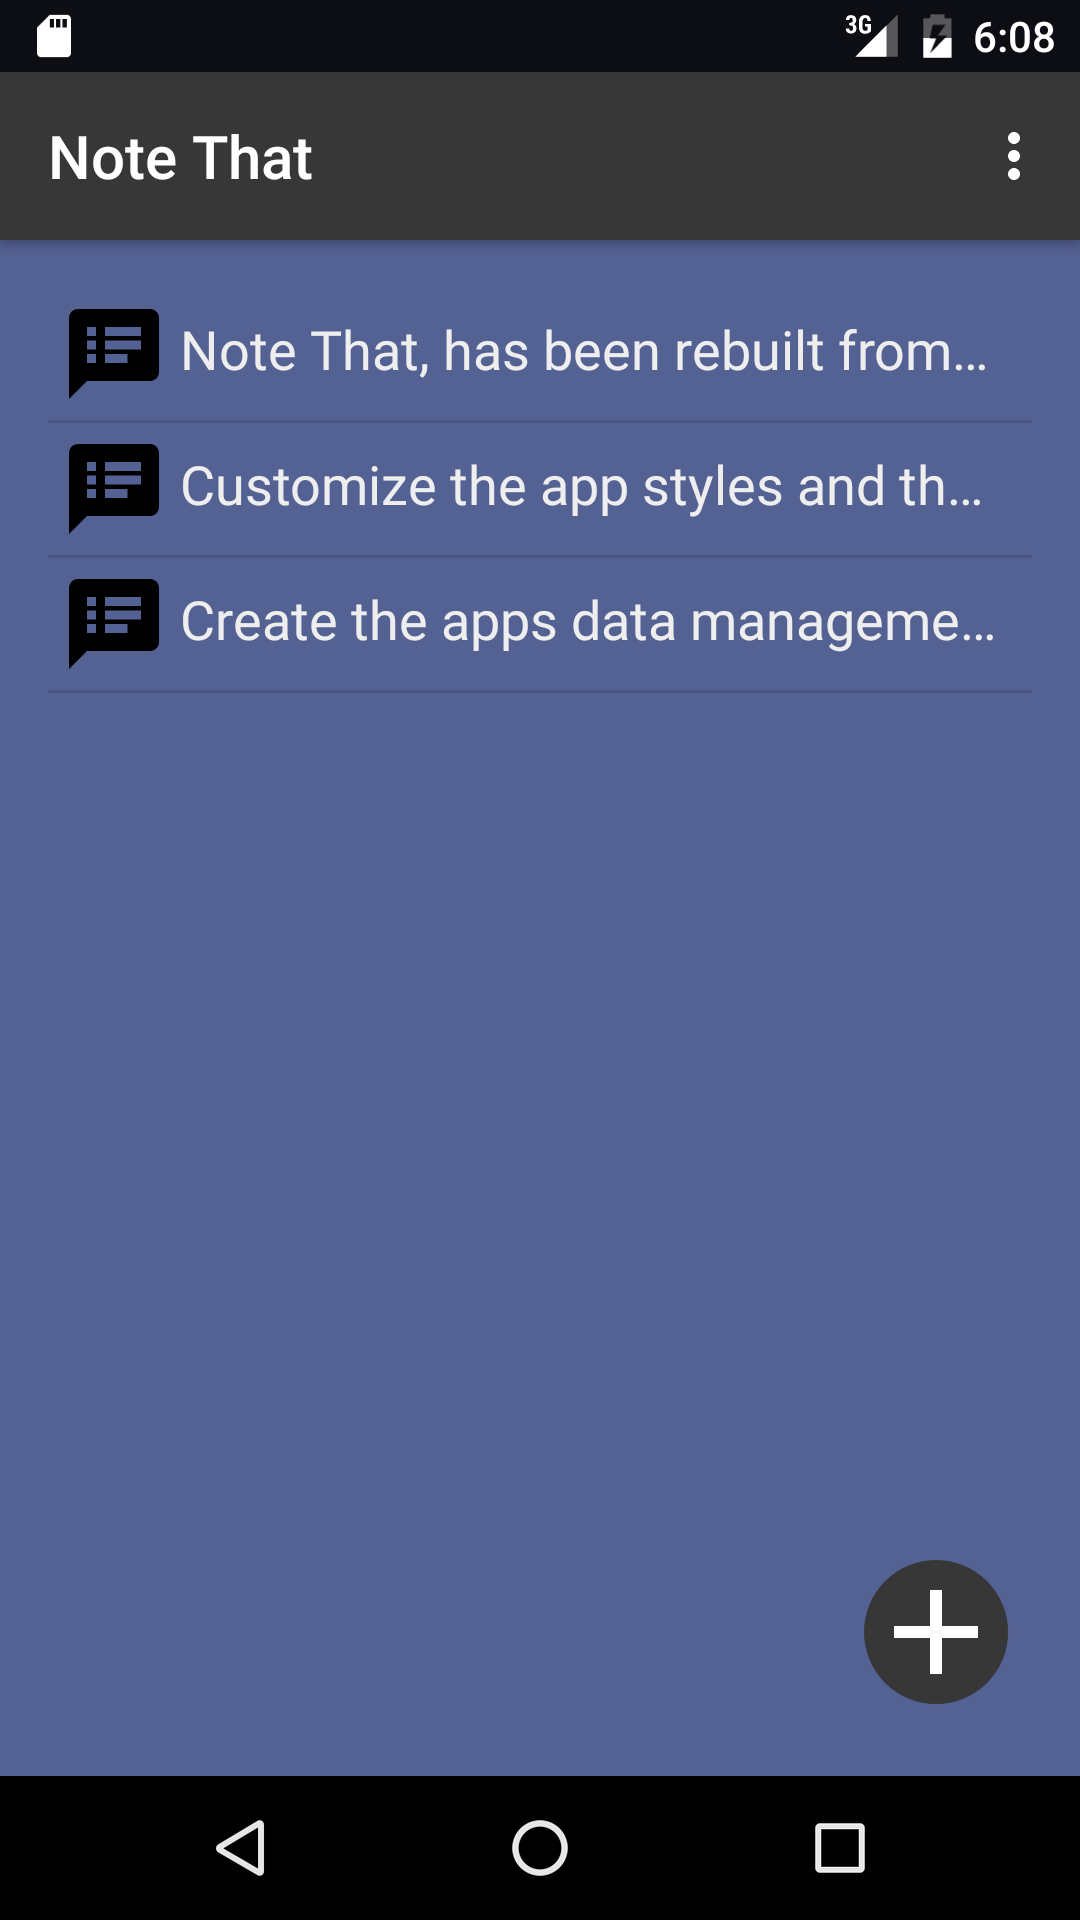 3G 6:08
Note That
Note That, has been rebuilt from...
Customize the app styles and th...
Create the apps data manageme...